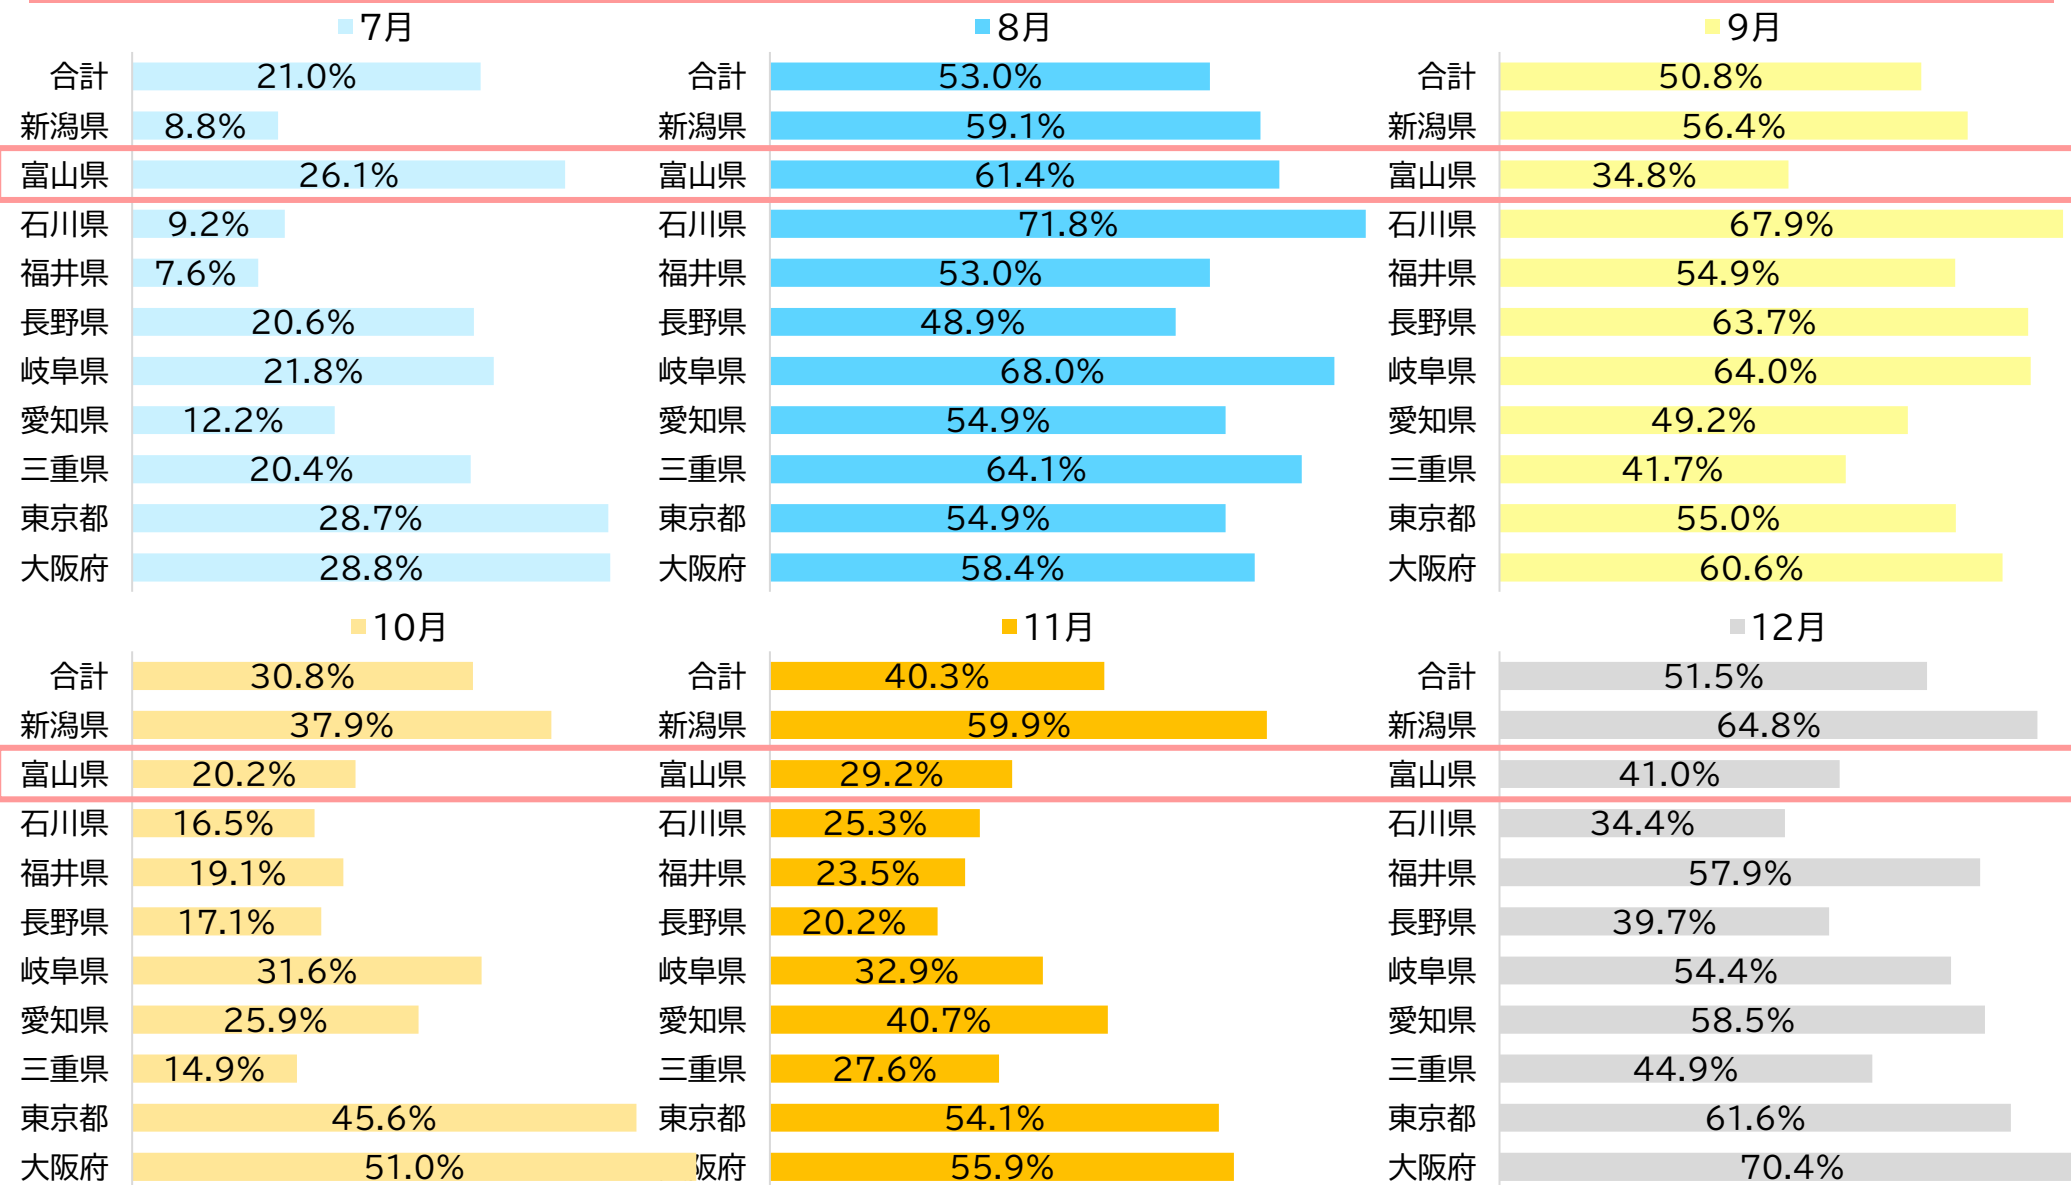 7月 8月 9月
合計 21.0% 合計 53.0% 合計 50.8%
新潟県 8.8% 新潟県 59.1% 新潟県 56.4%
富山県 26.1% 富山県 61.4% 富山県 34.8%
石川県 9.2% 石川県 71.8% 石川県 67.9%
福井県 7.6% 福井県 53.0% 福井県 54.9%
長野県 20.6% 長野県 48.9% 長野県 63.7%
岐阜県 21.8% 岐阜県 68.0% 岐阜県 64.0%
愛知県 12.2% 愛知県 54.9% 愛知県 49.2%
三重県 20.4% 三重県 64.1% 三重県 41.7%
東京都 28.7% 東京都 54.9% 東京都 55.0%
大阪府 28.8% 大阪府 58.4% 大阪府 60.6%
10月 11月 12月
合計 30.8% 合計 40.3% 合計 51.5%
新潟県 37.9% 新潟県 59.9% 新潟県 64.8%
富山県 20.2% 富山県 29.2% 富山県 41.0%
石川県 16.5% 石川県 25.3% 石川県 34.4%
福井県 19.1% 福井県 23.5% 福井県 57.9%
長野県 17.1% 長野県 20.2% 長野県 39.7%
岐阜県 31.6% 岐阜県 32.9% 岐阜県 54.4%
愛知県 25.9% 愛知県 40.7% 愛知県 58.5%
三重県 14.9% 三重県 27.6% 三重県 44.9%
東京都 45.6% 東京都 54.1% 東京都 61.6%
大阪府 51.0% 阪府 55.9% 大阪府 70.4%